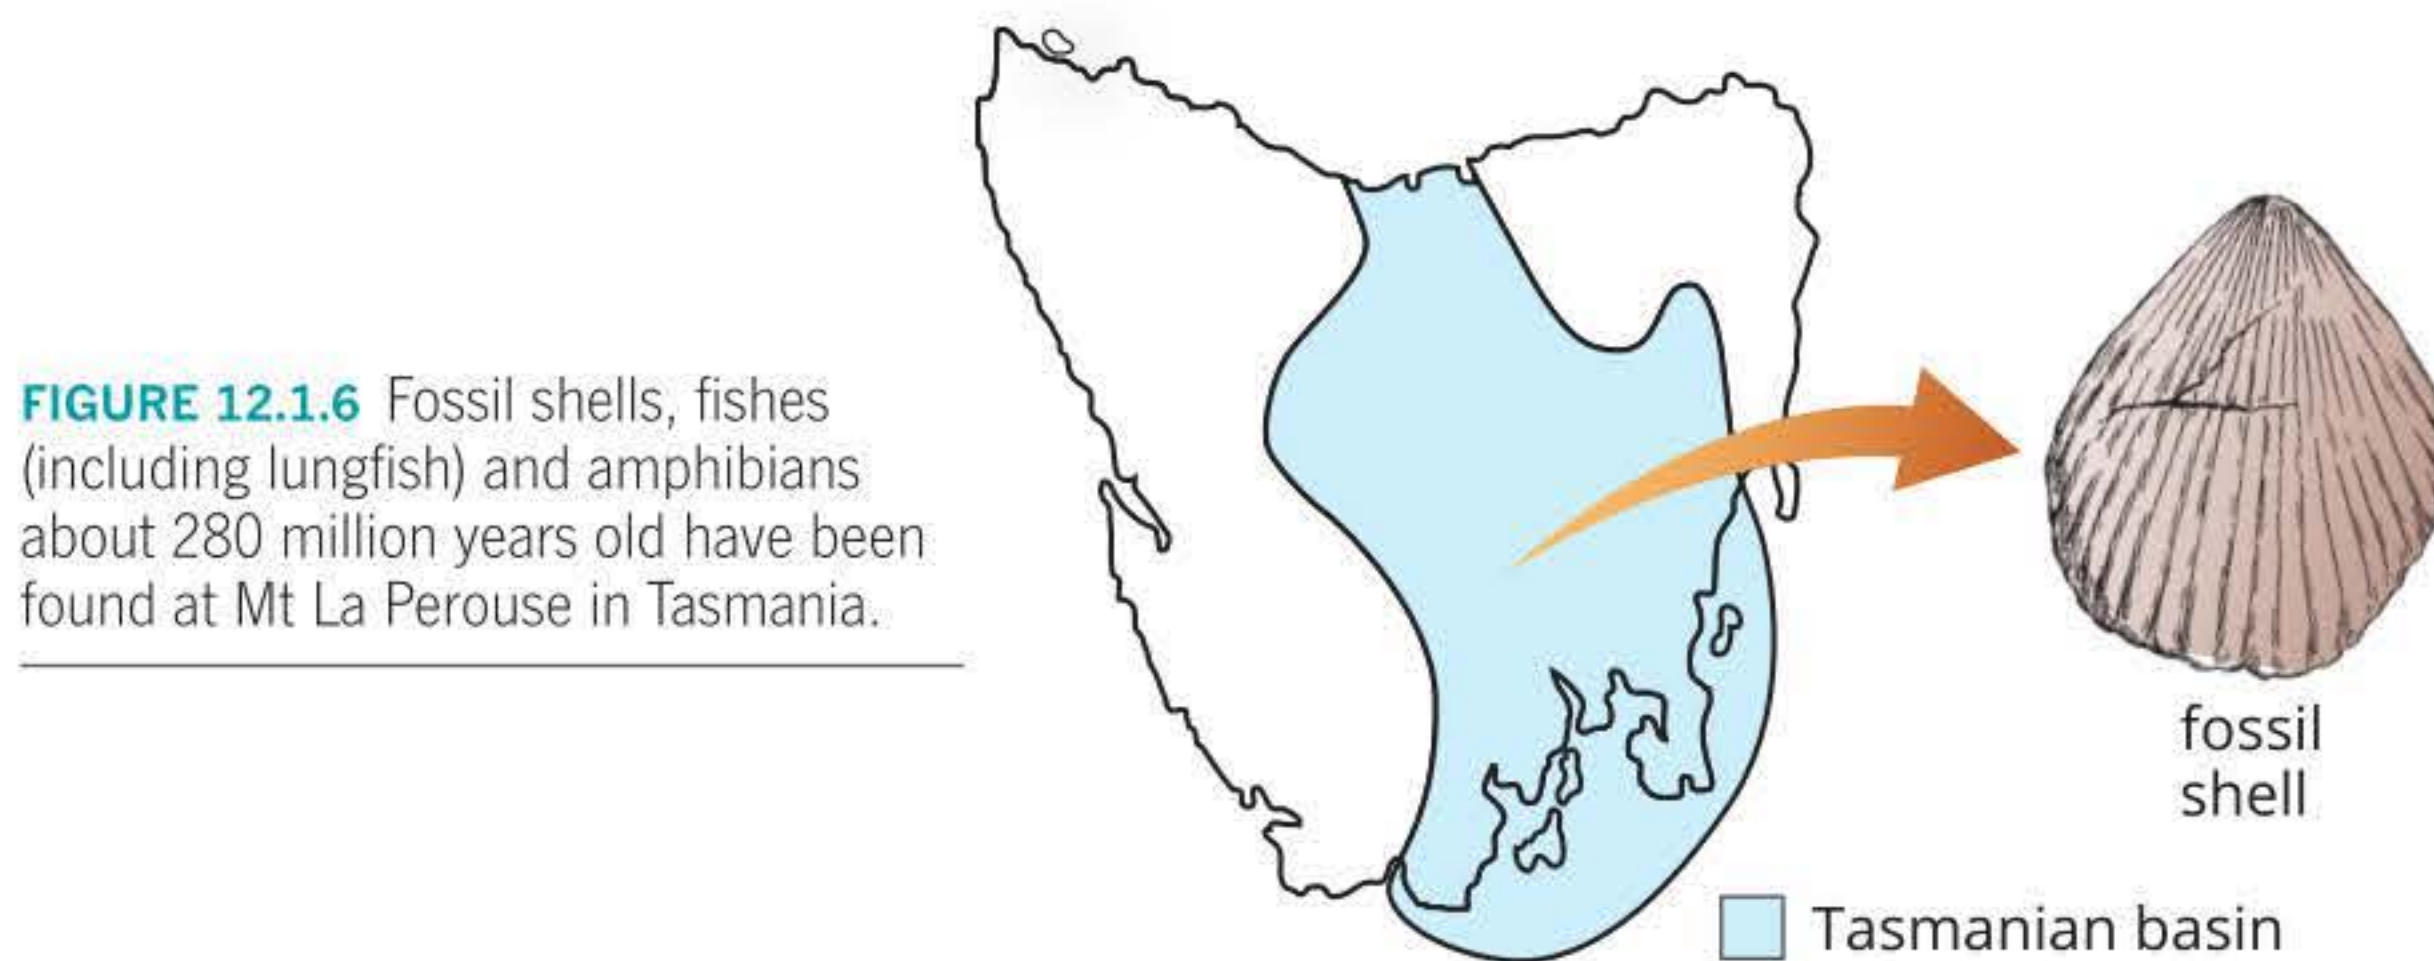 FIGURE 12.1.6 Fossil shells, fishes
(including lungfish) and amphibians
about 280 million years old have been
found at Mt La Perouse in Tasmania.
fossil
shell
Tasmanian basin